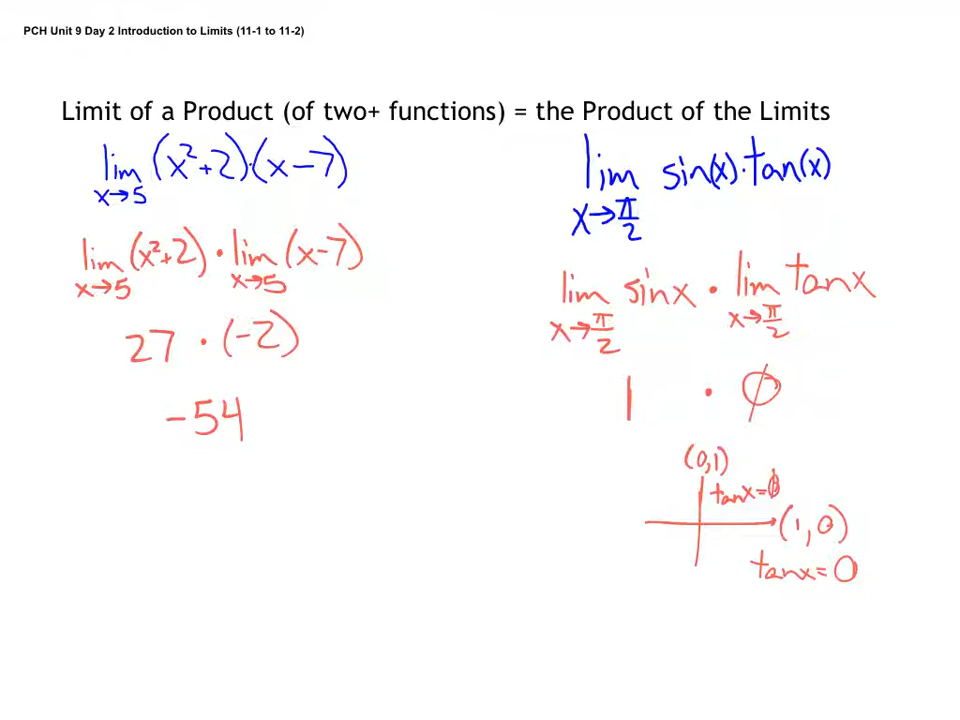 PCH Unit 9 Day 2 Introduction to Limits (11-1 to 11-2)
Limit of a Product (of two+ functions) = the Product of the Limits
lim x→5 (x²+2)·(x-7)
lim x→5 (x²+2) · lim x→5 (x-7)
27 · (-2)
-54
lim x→π/2 sin(x)·tan(x)
lim x→π/2 sinx · lim x→π/2 tanx
1 · ∅
(0,1)
tanx=∅
(1,0)
tanx=0